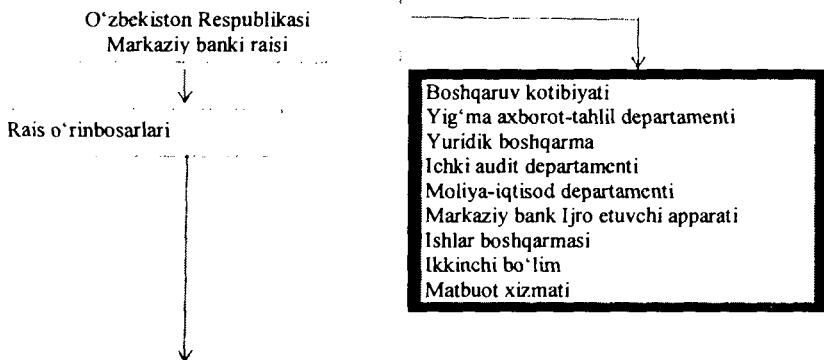 O‘zbekiston Respublikasi
Markaziy banki raisi
Rais o‘rinbosarlari
Boshqaruv kotibiyati
Yig‘ma axborot-tahlil departamenti
Yuridik boshqarma
Ichki audit departamenti
Moliya-iqtisod departamenti
Markaziy bank Ijro etuvchi apparati
Ishlar boshqarmasi
Ikkinchi bo‘lim
Matbuot xizmati